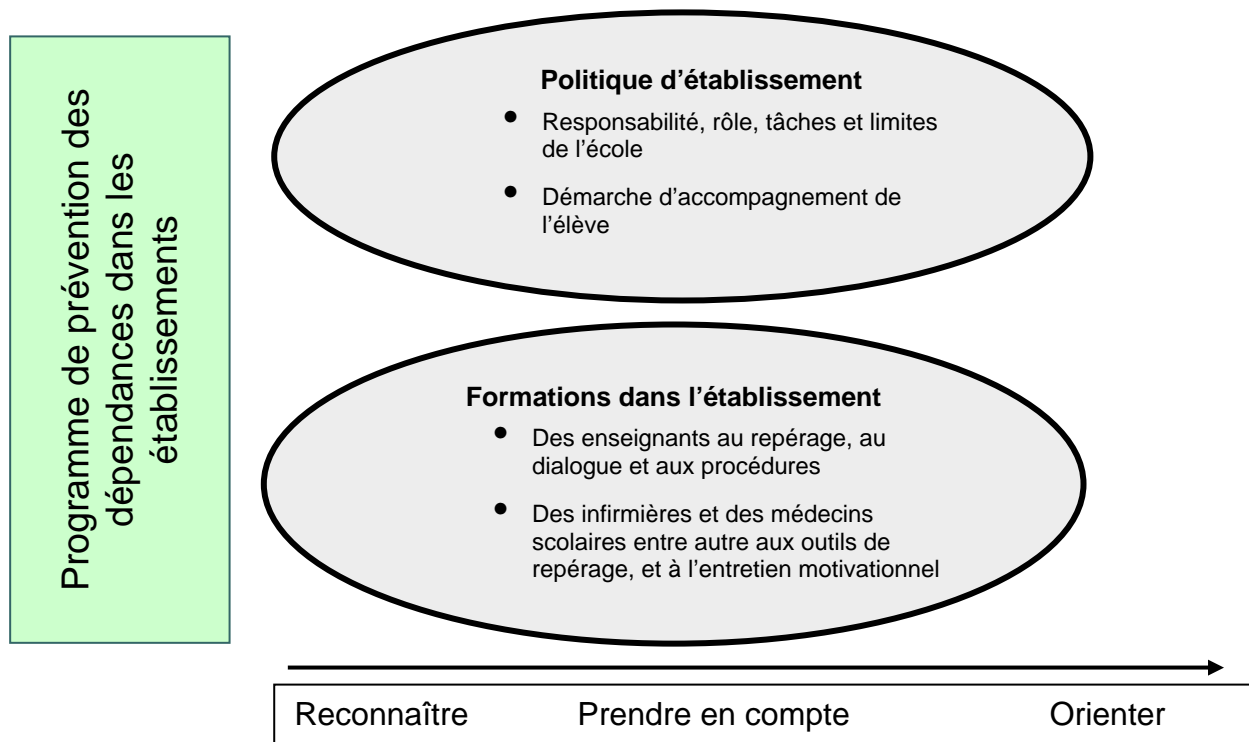 Programme de prévention des
dépendances dans les
établissements
Politique d’établissement
• Responsabilité, rôle, tâches et limites
de l’école
• Démarche d’accompagnement de
l’élève
Formations dans l’établissement
• Des enseignants au repérage, au
dialogue et aux procédures
• Des infirmières et des médecins
scolaires entre autre aux outils de
repérage, et à l’entretien motivationnel
Reconnaître Prendre en compte Orienter